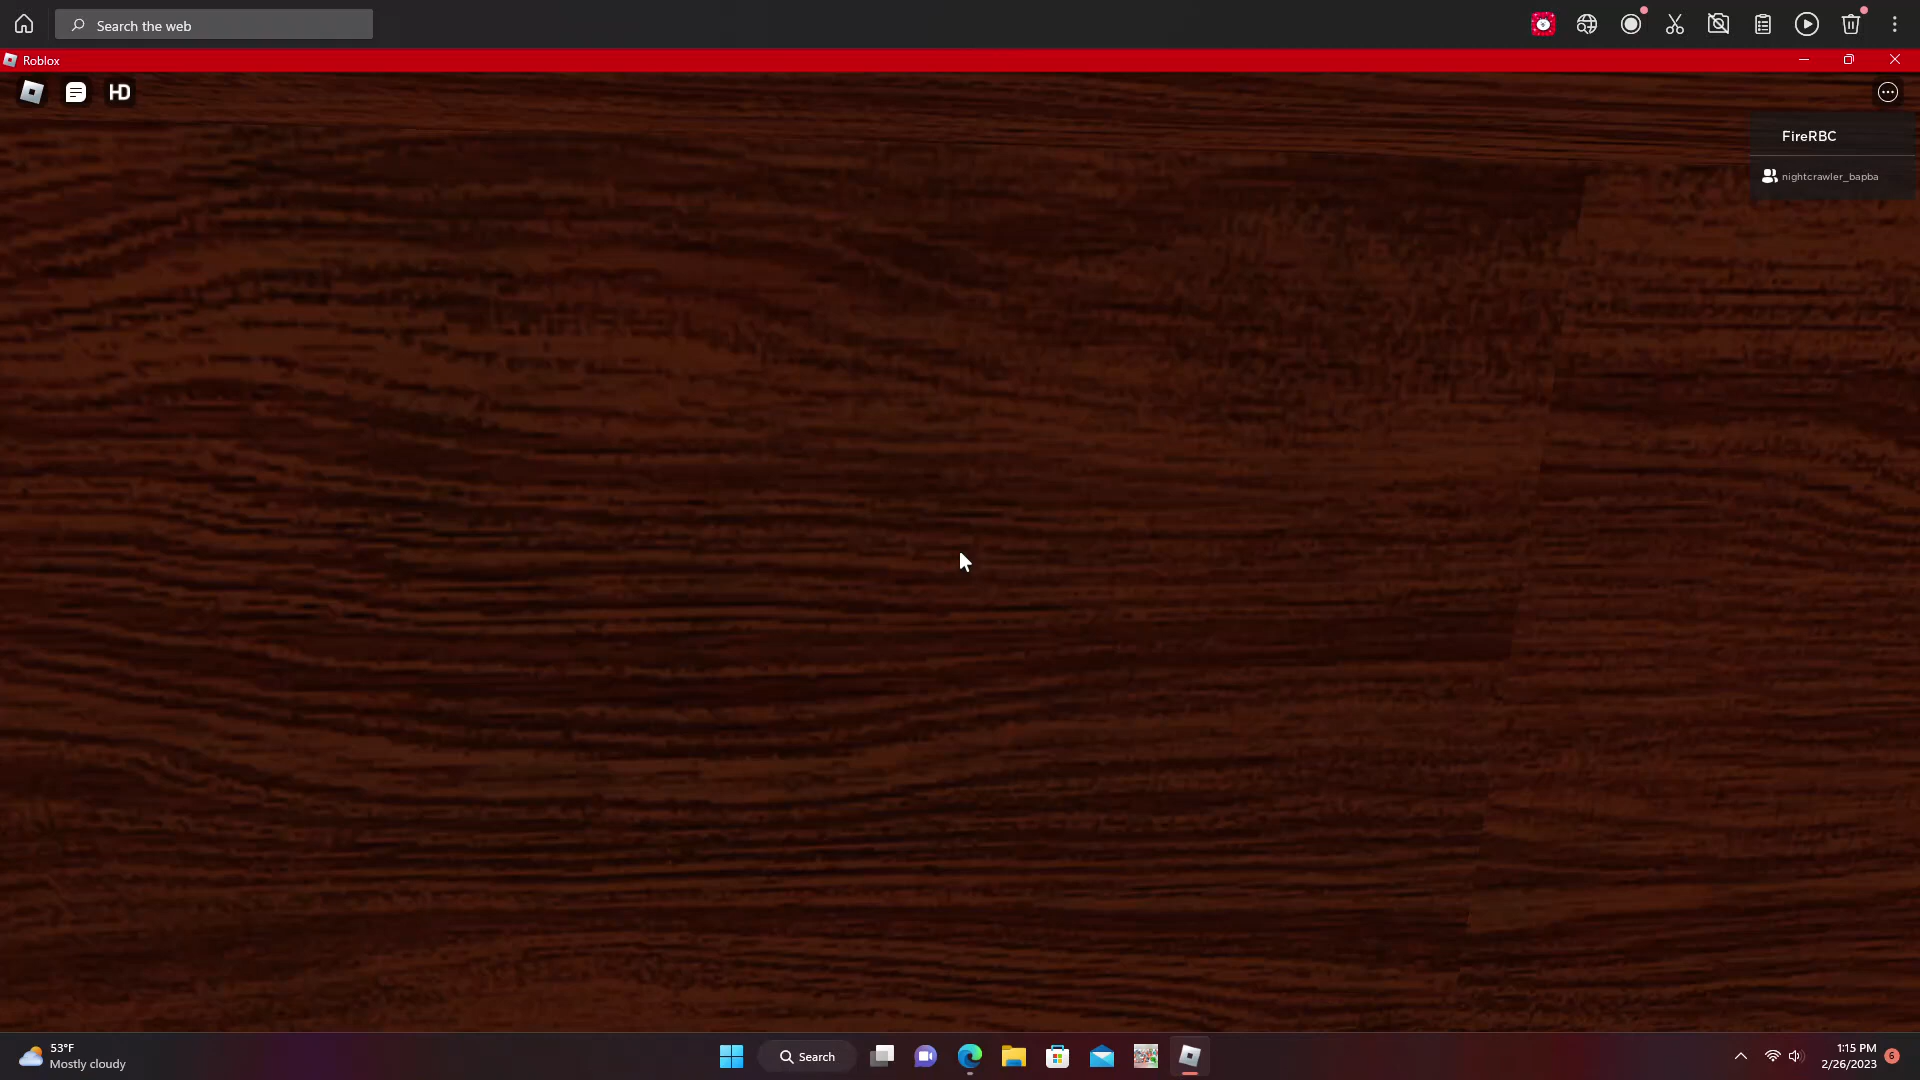 Search the web
Roblox
HD
FireRBC
nightcrawler_bapba
53°F
Mostly cloudy
Search
1:15 PM
2/26/2023
6